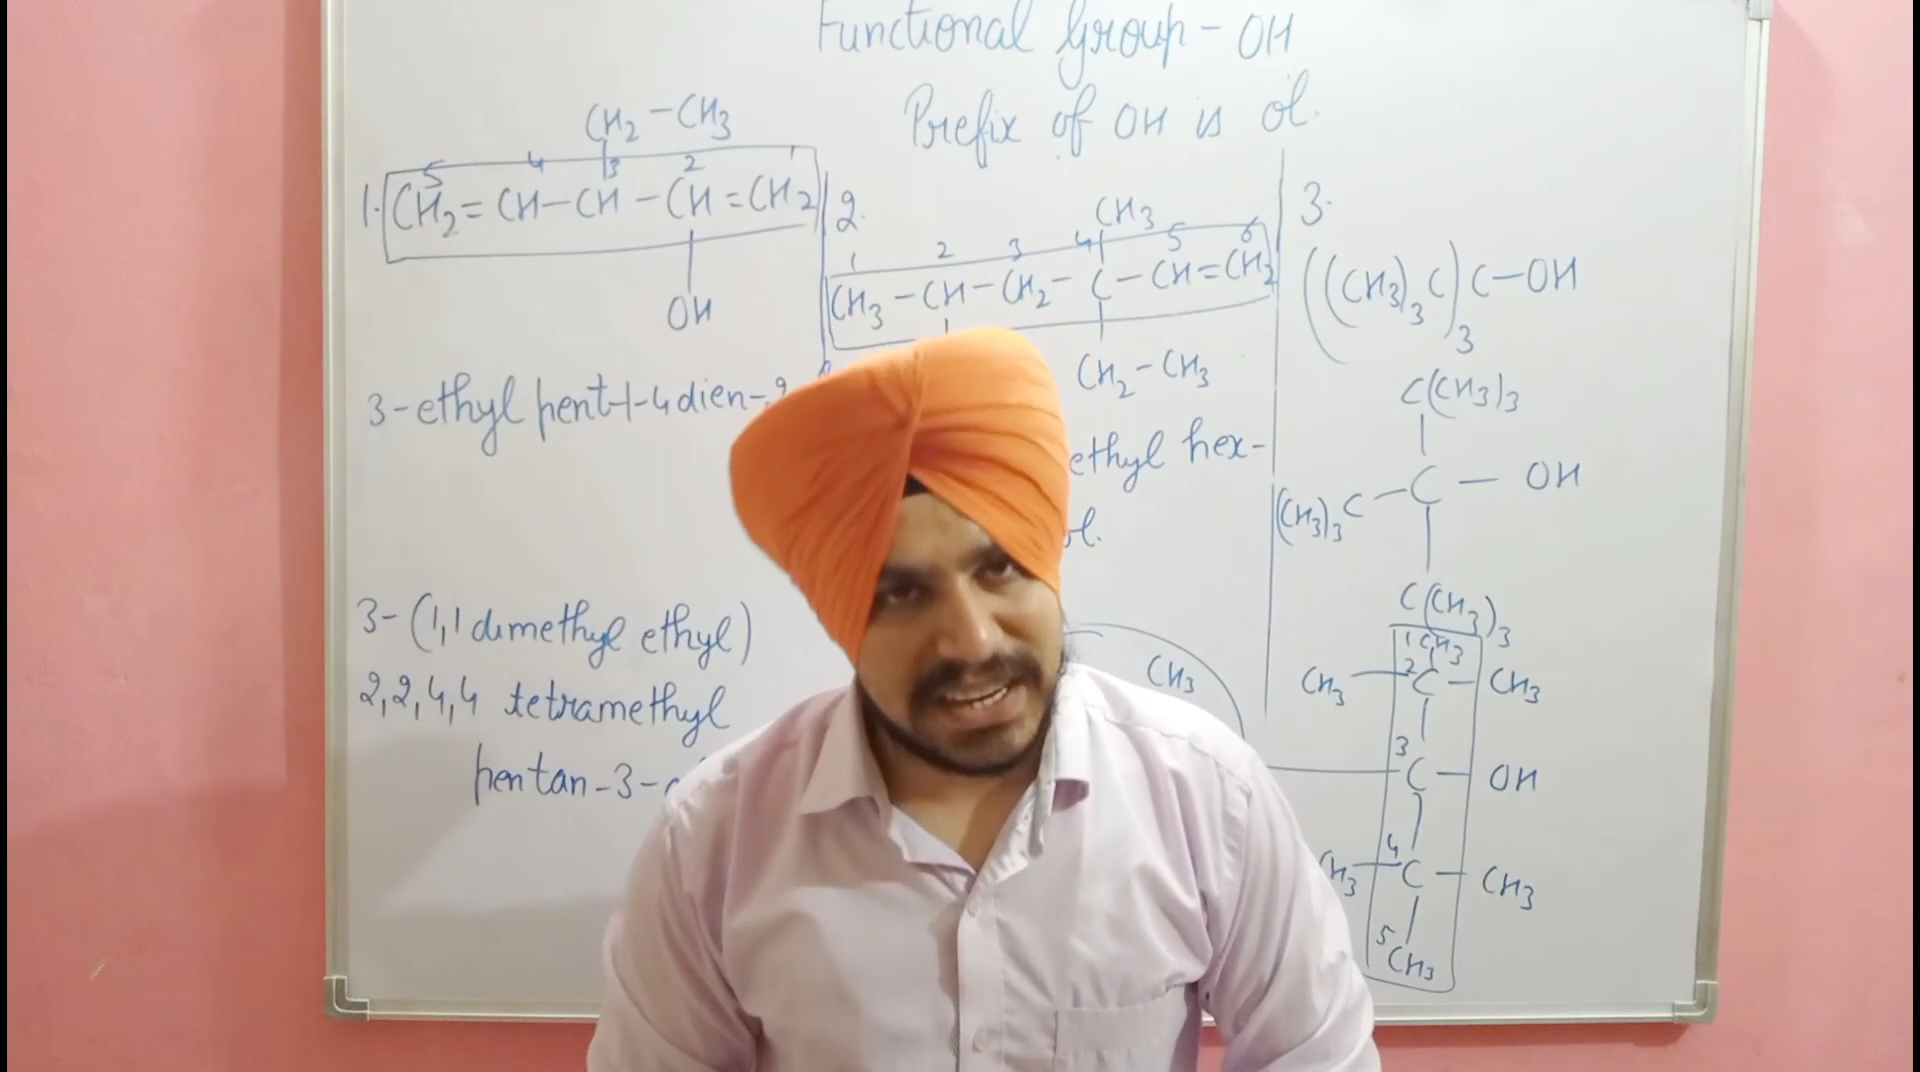 Functional Group - OH
Prefix of OH is ol.
1.
CH2 - CH3
5 4 3 2 1
CH2 = CH - CH - CH = CH2
OH
3-ethyl pent-1-4 dien-2
2.
CH3
1 2 3 4 5 6
CH3 - CH - CH2 - C - CH = CH2
CH2 - CH3
ethyl hex-
ol.
3.
((CH3)3 C)3 C - OH
C(CH3)3
(CH3)3 C - C - OH
C(CH3)3
1 CH3
CH3 2 C - CH3
CH3
3 C - OH
4
CH3 C - CH3
5 CH3
3-(1,1 dimethyl ethyl)
2,2,4,4 tetramethyl
pentan-3-